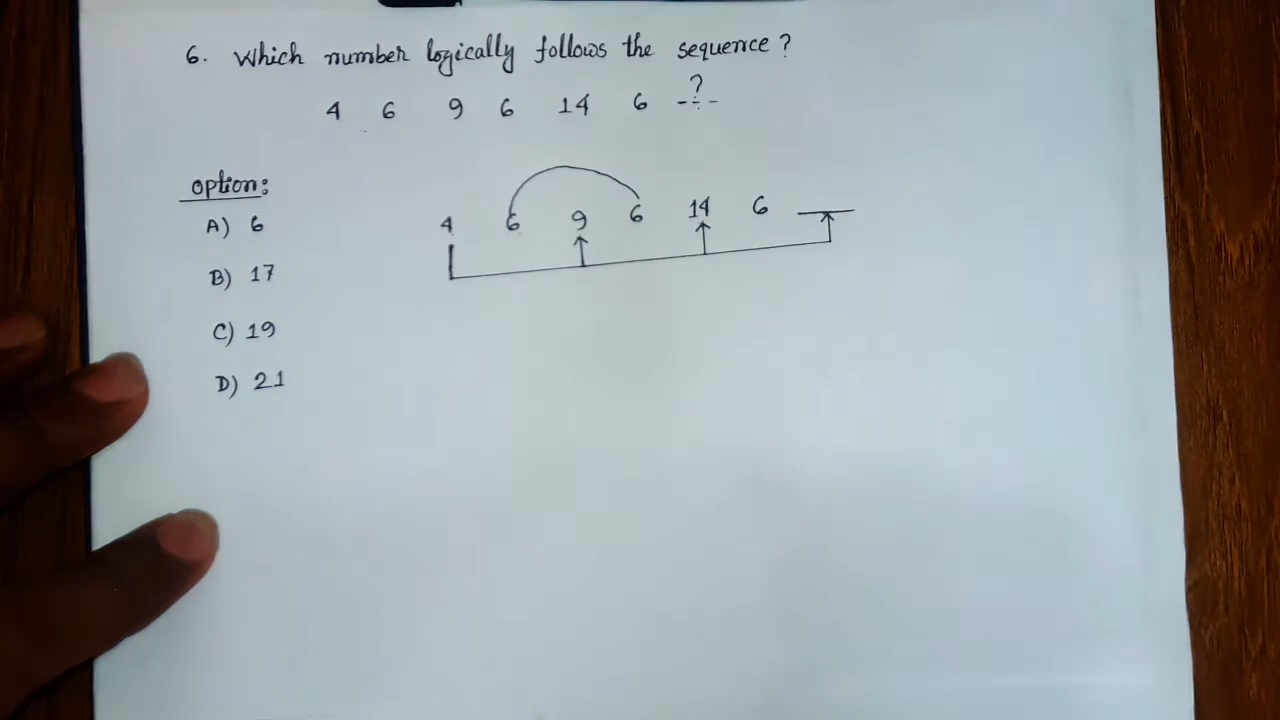 6. Which number logically follows the sequence?
4 6 9 6 14 6 ?
4 6 9 6 14 6
option:
A) 6
B) 17
C) 19
D) 21